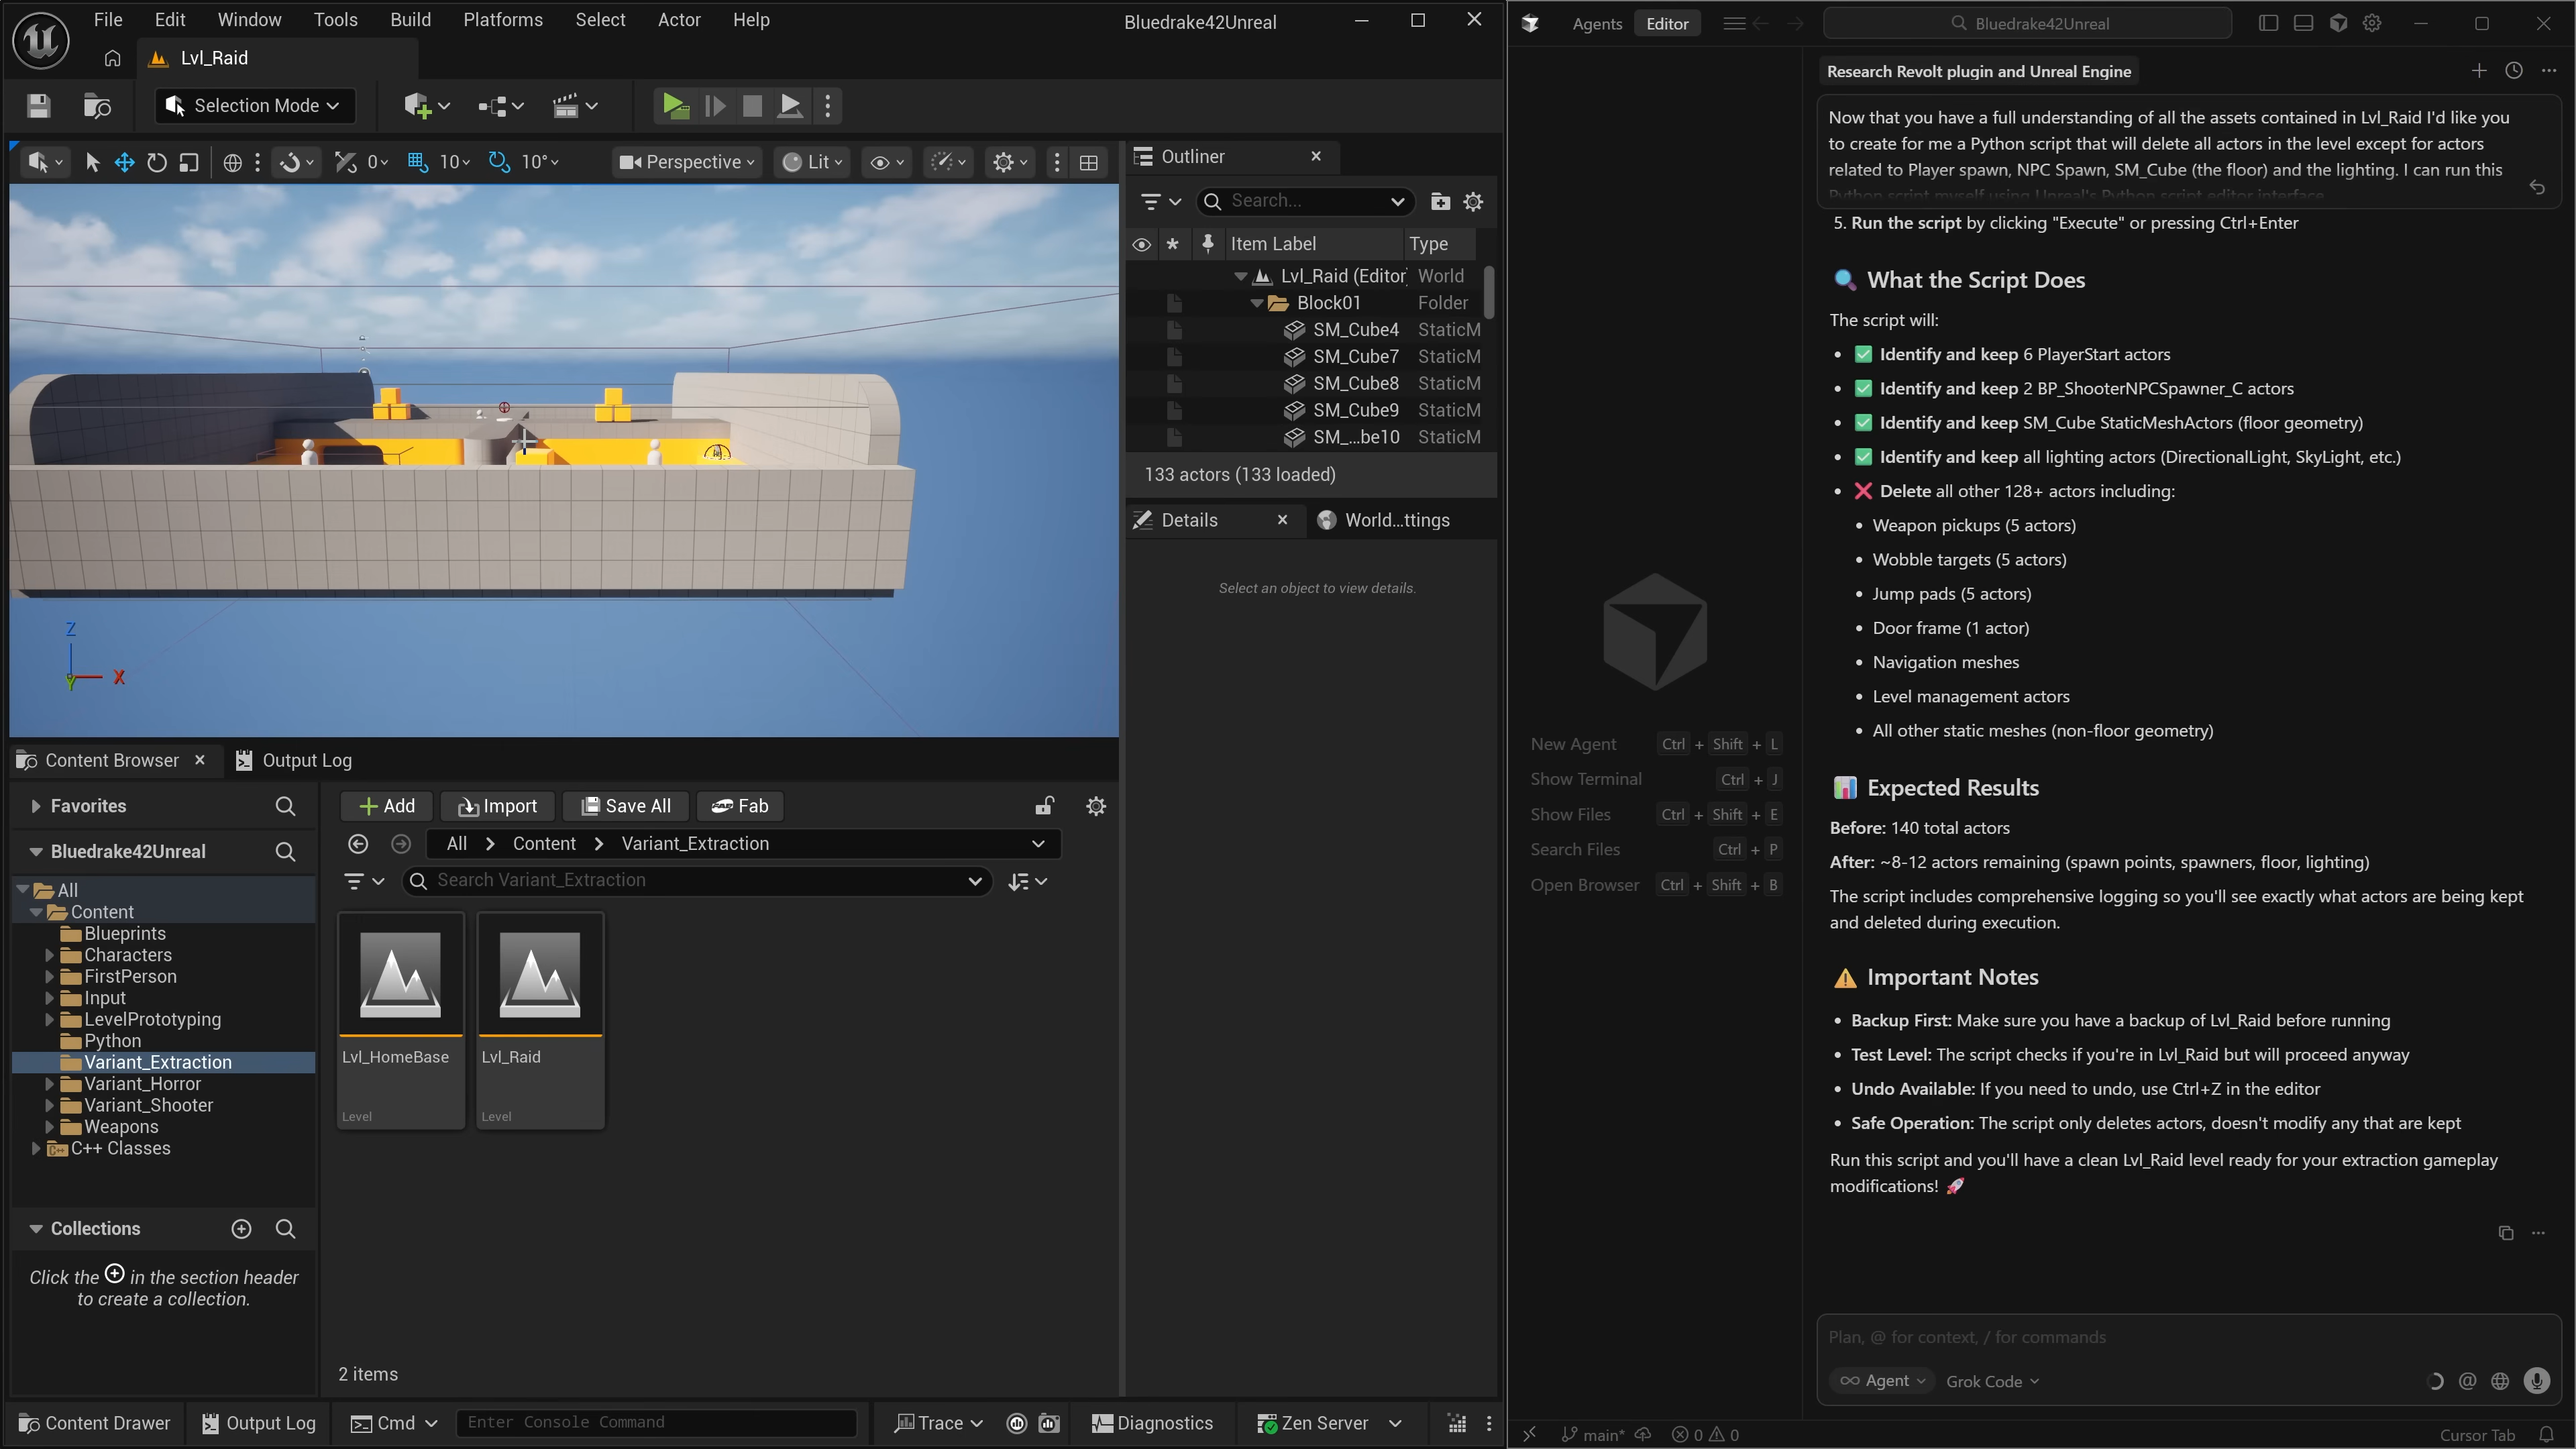 File Edit Window Tools Build Platforms Select Actor Help
Bluedrake42Unreal
Lvl_Raid
Selection Mode
0
10
10°
Perspective
Lit
Z
X
Y
Outliner
Search...
Item Label
Type
Lvl_Raid (Editor)
World
Block01
Folder
SM_Cube4
StaticM
SM_Cube7
StaticM
SM_Cube8
StaticM
SM_Cube9
StaticM
SM_...be10
StaticM
133 actors (133 loaded)
Details
World...ttings
Select an object to view details.
Content Browser
Output Log
Favorites
Bluedrake42Unreal
All
Content
Blueprints
Characters
FirstPerson
Input
LevelPrototyping
Python
Variant_Extraction
Variant_Horror
Variant_Shooter
Weapons
C++ Classes
Collections
Click the + in the section header
to create a collection.
Add
Import
Save All
Fab
All > Content > Variant_Extraction
Search Variant_Extraction
Lvl_HomeBase
Level
Lvl_Raid
Level
2 items
Content Drawer
Output Log
Cmd
Enter Console Command
Trace
Diagnostics
Zen Server
Agents
Editor
Bluedrake42Unreal
New Agent Ctrl + Shift + L
Show Terminal Ctrl + J
Show Files Ctrl + Shift + E
Search Files Ctrl + P
Open Browser Ctrl + Shift + B
Research Revolt plugin and Unreal Engine
Now that you have a full understanding of all the assets contained in Lvl_Raid I'd like you
to create for me a Python script that will delete all actors in the level except for actors
related to Player spawn, NPC Spawn, SM_Cube (the floor) and the lighting. I can run this
Python script myself using Unreal's Python script editor interface
5. Run the script by clicking "Execute" or pressing Ctrl+Enter
🔍 What the Script Does
The script will:
• ✅ Identify and keep 6 PlayerStart actors
• ✅ Identify and keep 2 BP_ShooterNPCSpawner_C actors
• ✅ Identify and keep SM_Cube StaticMeshActors (floor geometry)
• ✅ Identify and keep all lighting actors (DirectionalLight, SkyLight, etc.)
• ❌ Delete all other 128+ actors including:
• Weapon pickups (5 actors)
• Wobble targets (5 actors)
• Jump pads (5 actors)
• Door frame (1 actor)
• Navigation meshes
• Level management actors
• All other static meshes (non-floor geometry)
📊 Expected Results
Before: 140 total actors
After: ~8-12 actors remaining (spawn points, spawners, floor, lighting)
The script includes comprehensive logging so you'll see exactly what actors are being kept
and deleted during execution.
⚠️ Important Notes
• Backup First: Make sure you have a backup of Lvl_Raid before running
• Test Level: The script checks if you're in Lvl_Raid but will proceed anyway
• Undo Available: If you need to undo, use Ctrl+Z in the editor
• Safe Operation: The script only deletes actors, doesn't modify any that are kept
Run this script and you'll have a clean Lvl_Raid level ready for your extraction gameplay
modifications! 🚀
Plan, @ for context, / for commands
∞ Agent
Grok Code
main*
0
0
Cursor Tab